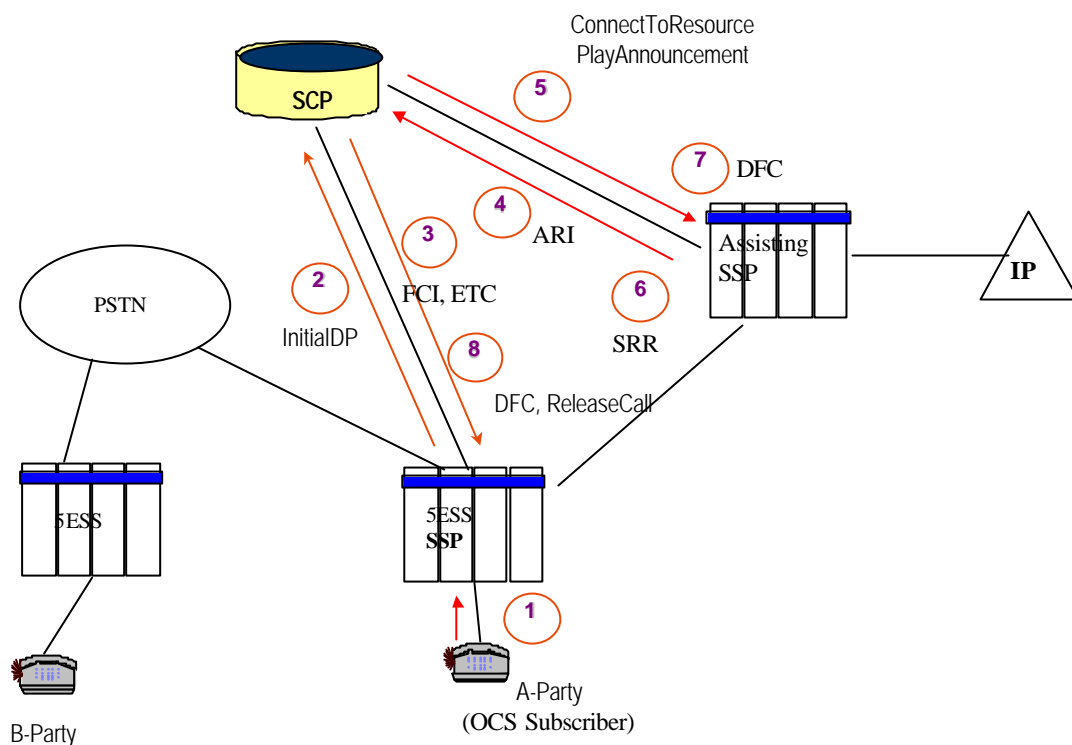 ConnectToResource
PlayAnnouncement
SCP
5
7 DFC
4
ARI
3
Assisting
SSP
IP
2
6
PSTN
FCI, ETC
InitialDP
SRR
8
DFC, ReleaseCall
5ESS
5ESS
SSP
1
A-Party
(OCS Subscriber)
B-Party